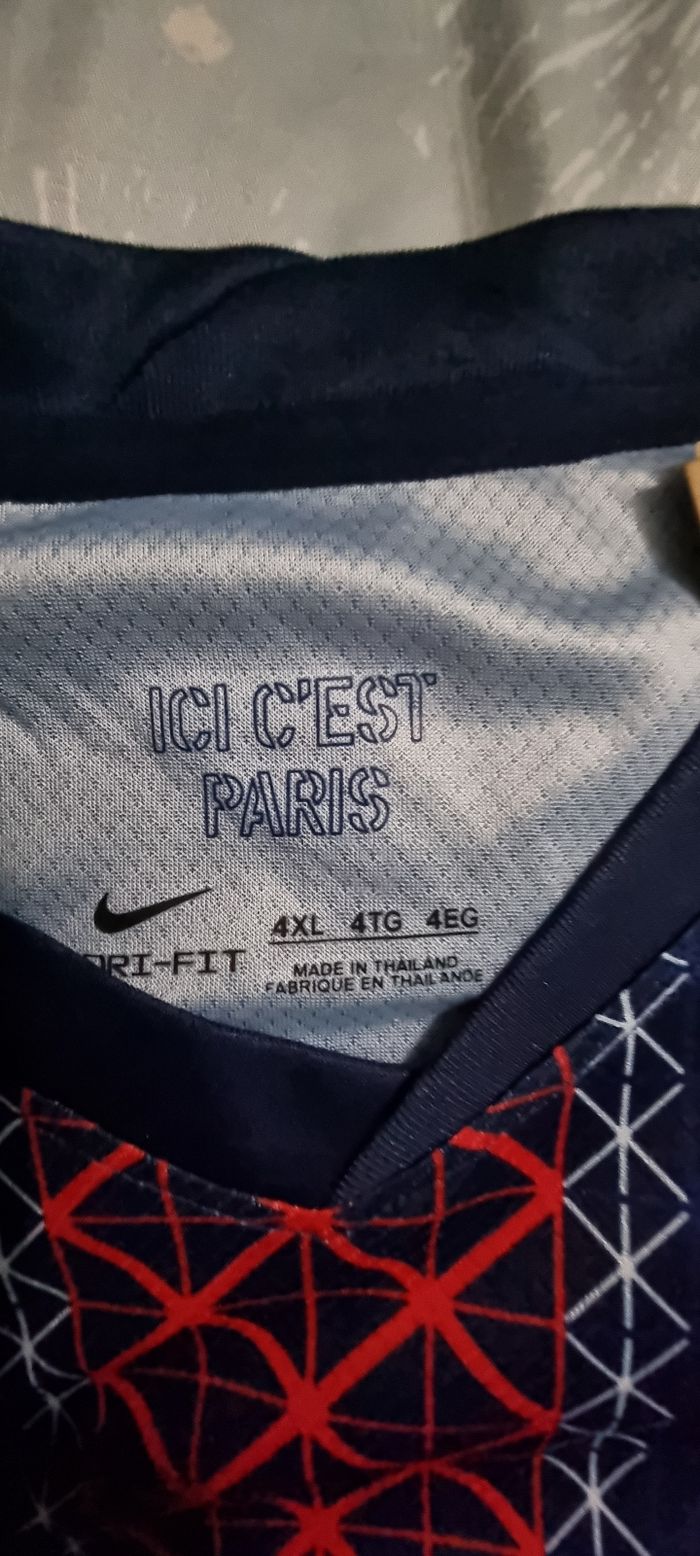 ICI C'EST
PARIS
DRI-FIT
4XL 4TG 4EG
MADE IN THAILAND
FABRIQUE EN THAILANDE